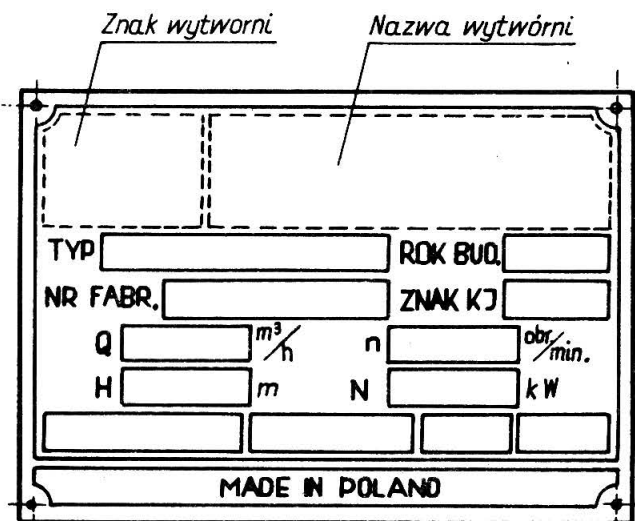 Znak wytworni Nazwa wytwórni
TYP ROK BUD.
NR FABR. ZNAK KJ
Q m³/h n obr/min.
H m N kW
MADE IN POLAND